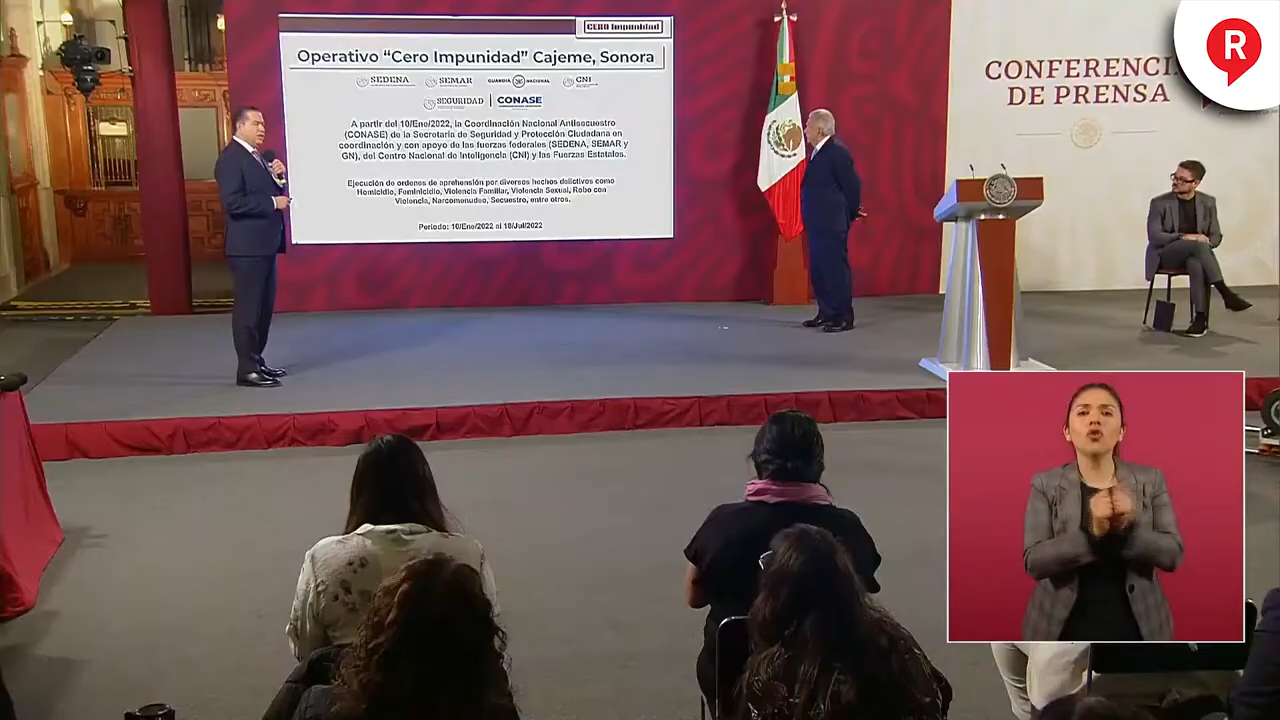 CERO Impunidad
Operativo “Cero Impunidad” Cajeme, Sonora
SEDENA
SEMAR
GUARDIA NACIONAL
CNI
SEGURIDAD
CONASE
A partir del 10/Ene/2022, la Coordinación Nacional Antisecuestro
(CONASE) de la Secretaría de Seguridad y Protección Ciudadana en
coordinación y con apoyo de las fuerzas federales (SEDENA, SEMAR y
GN), del Centro Nacional de Inteligencia (CNI) y las Fuerzas Estatales.
Ejecución de ordenes de aprehensión por diversos hechos delictivos como
Homicidio, Feminicidio, Violencia Familiar, Violencia Sexual, Robo con
Violencia, Narcomenudeo, Secuestro, entre otros.
Periodo: 10/Ene/2022 al 18/Jul/2022
CONFERENCI
DE PRENSA
R